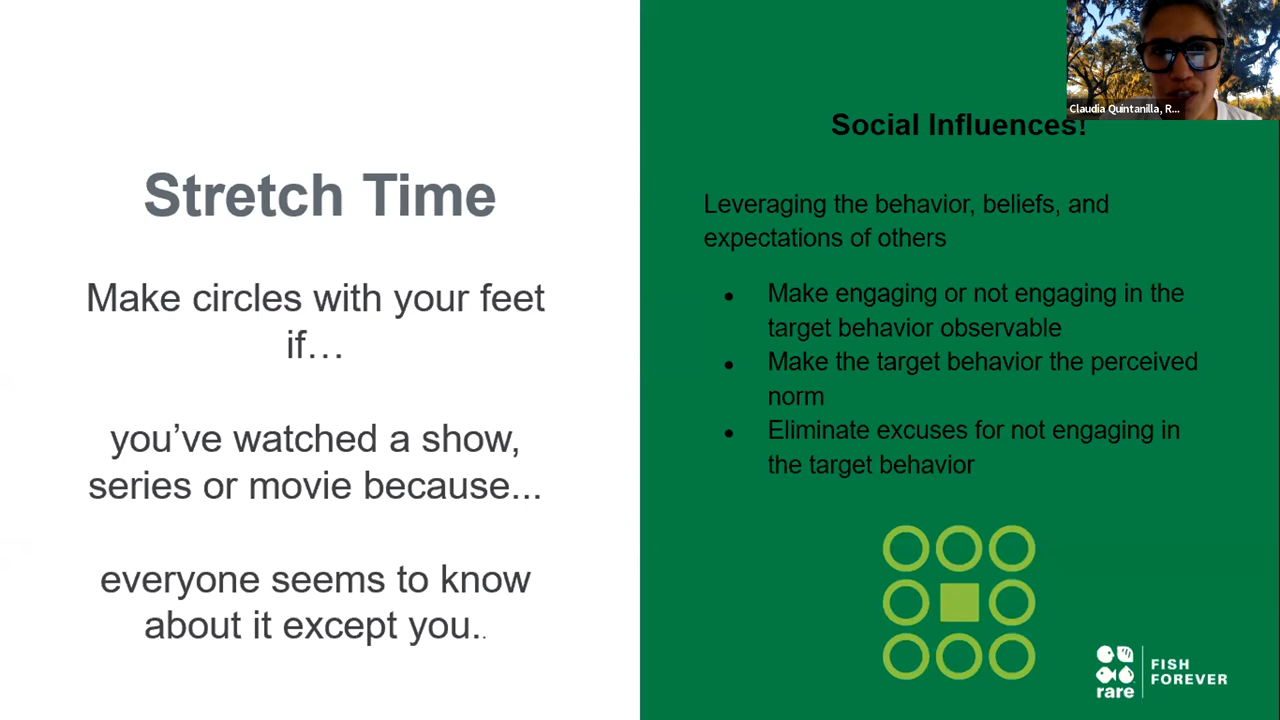 Stretch Time
Make circles with your feet
if…
you’ve watched a show,
series or movie because...
everyone seems to know
about it except you..
Claudia Quintanilla, R...
Social Influences!
Leveraging the behavior, beliefs, and
expectations of others
• Make engaging or not engaging in the
target behavior observable
• Make the target behavior the perceived
norm
• Eliminate excuses for not engaging in
the target behavior
rare
FISH
FOREVER